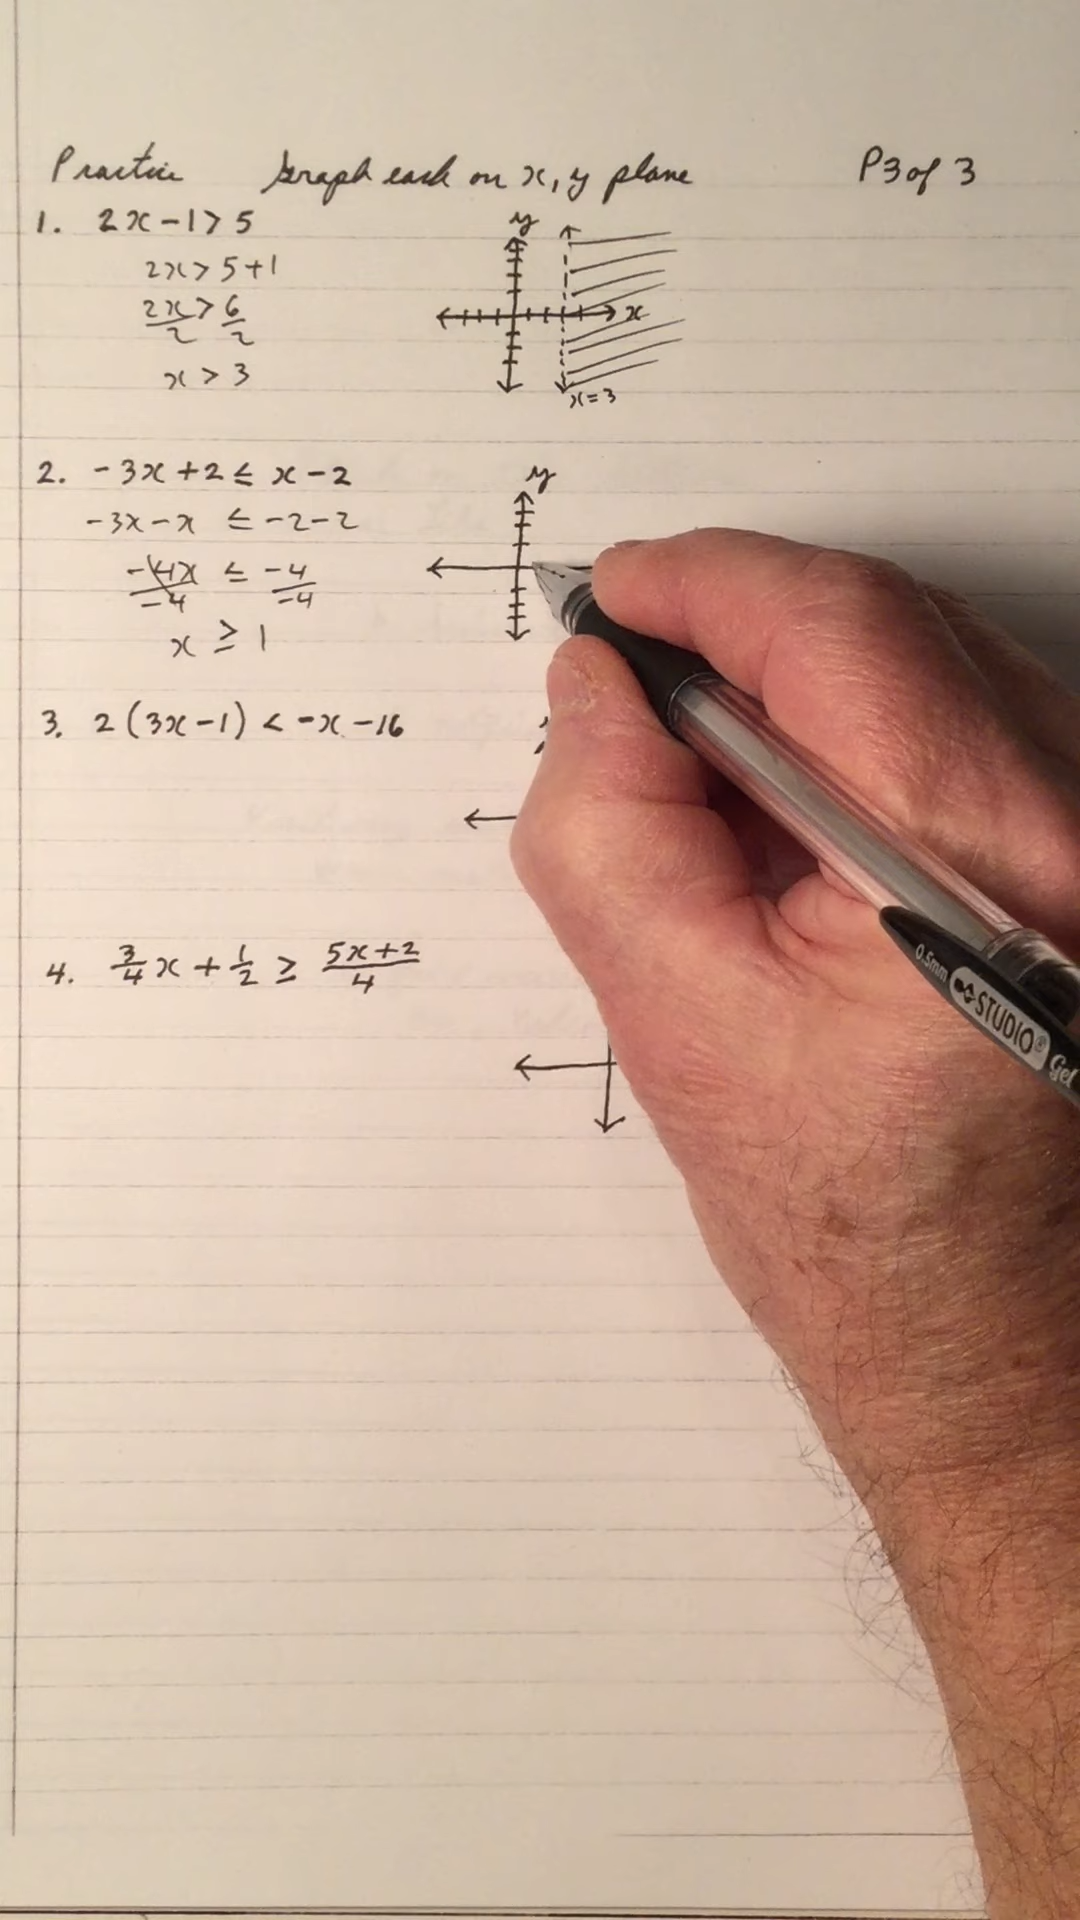 Practice Graph each on x, y plane P3 of 3
1. 2x - 1 > 5
2x > 5 + 1
2x/2 > 6/2
x > 3
y
x
x = 3
2. -3x + 2 ≤ x - 2
-3x - x ≤ -2 - 2
-4x/-4 ≤ -4/-4
x ≥ 1
y
3. 2(3x - 1) < -x - 16
4. 3/4 x + 1/2 ≥ (5x + 2)/4
0.5mm STUDIO® Gel